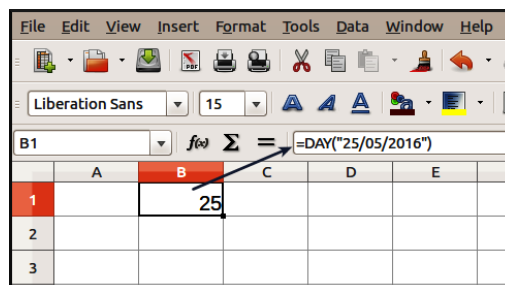 File Edit View Insert Format Tools Data Window Help
PDF
Liberation Sans 15 A A A a
B1 f(x) Σ = =DAY("25/05/2016")
A B C D E
1 25
2
3